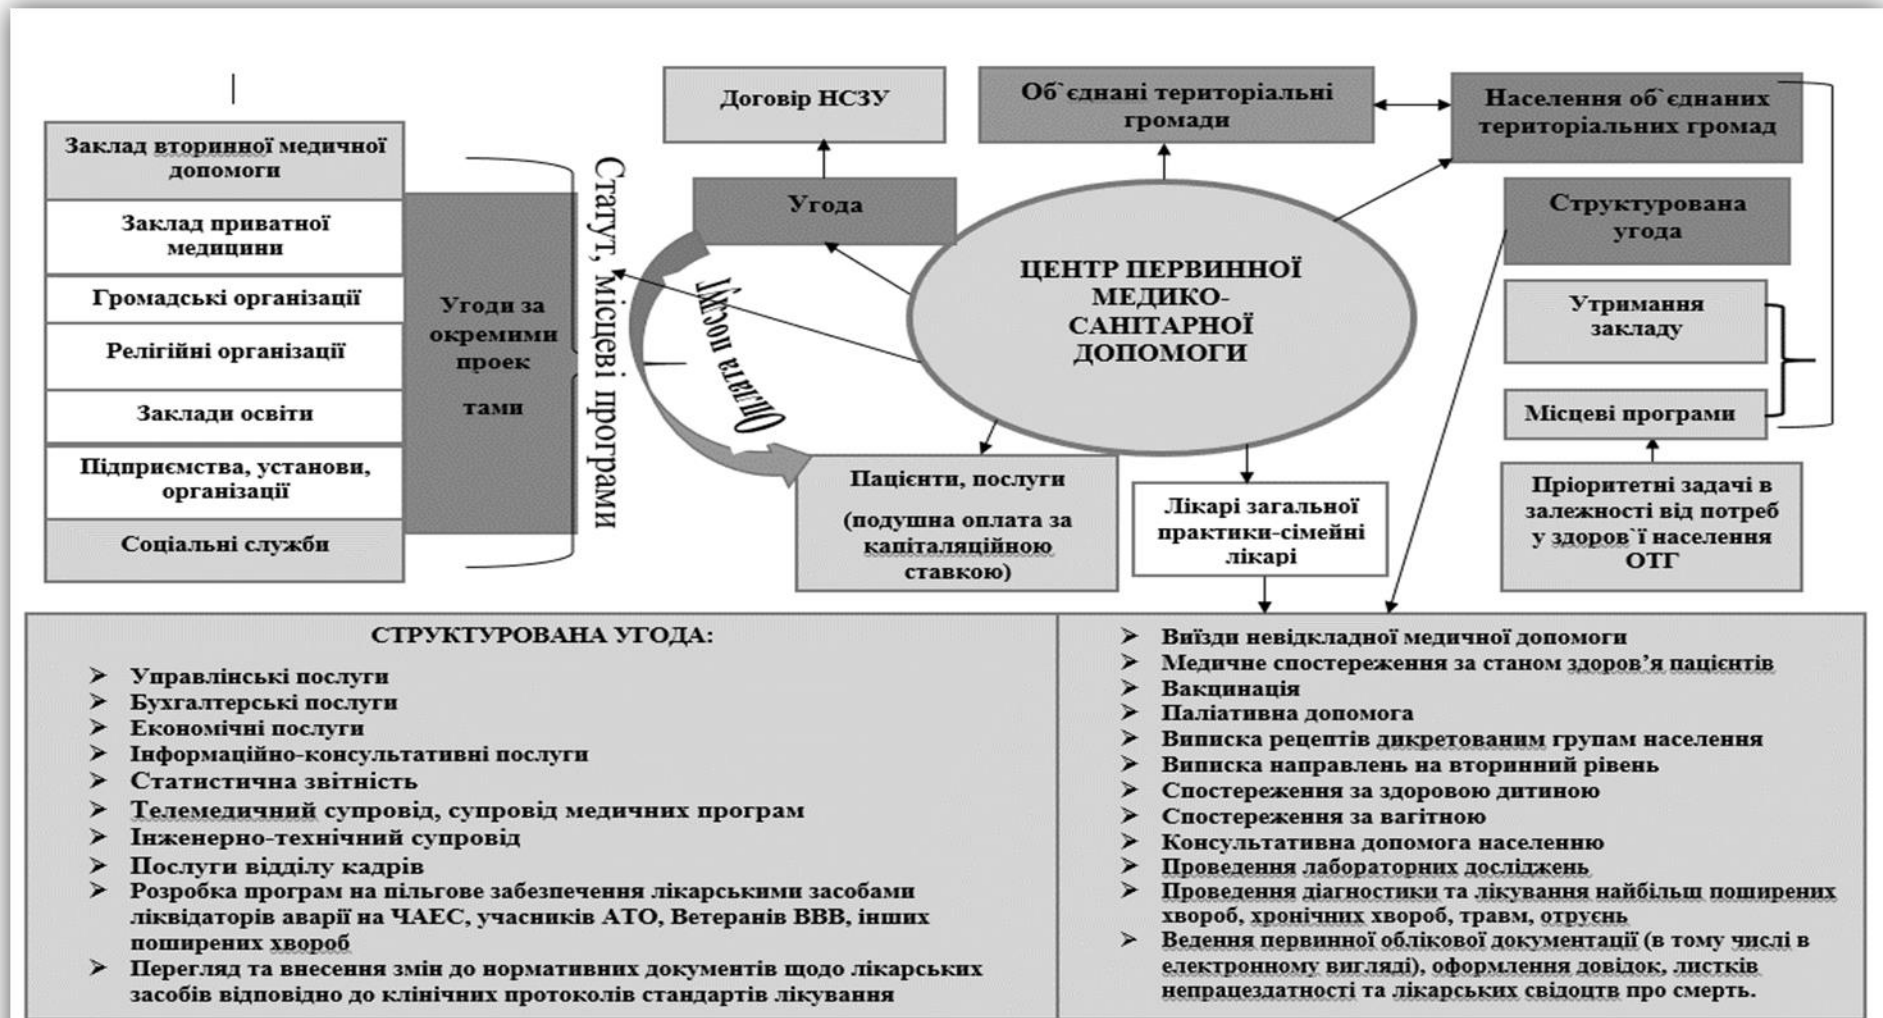 Заклад вторинної медичної
допомоги
Заклад приватної
медицини
Громадські організації
Релігійні організації
Заклади освіти
Підприємства, установи,
організації
Соціальні служби
Угоди за
окремими
проек
тами
Статут, місцеві програми
Договір НСЗУ
Угода
Оплата послуг
Об`єднані територіальні
громади
Населення об`єднаних
територіальних громад
ЦЕНТР ПЕРВИННОЇ
МЕДИКО-
САНІТАРНОЇ
ДОПОМОГИ
Структурована
угода
Утримання
закладу
Місцеві програми
Пріоритетні задачі в
залежності від потреб
у здоров`ї населення
ОТГ
Пацієнти, послуги
(подушна оплата за
капіталяційною
ставкою)
Лікарі загальної
практики-сімейні
лікарі
СТРУКТУРОВАНА УГОДА:
➢ Управлінські послуги
➢ Бухгалтерські послуги
➢ Економічні послуги
➢ Інформаційно-консультативні послуги
➢ Статистична звітність
➢ Телемедичний супровід, супровід медичних програм
➢ Інженерно-технічний супровід
➢ Послуги відділу кадрів
➢ Розробка програм на пільгове забезпечення лікарськими засобами
ліквідаторів аварії на ЧАЕС, учасників АТО, Ветеранів ВВВ, інших
поширених хвороб
➢ Перегляд та внесення змін до нормативних документів щодо лікарських
засобів відповідно до клінічних протоколів стандартів лікування
➢ Виїзди невідкладної медичної допомоги
➢ Медичне спостереження за станом здоров’я пацієнтів
➢ Вакцинація
➢ Паліативна допомога
➢ Виписка рецептів дикретованим групам населення
➢ Виписка направлень на вторинний рівень
➢ Спостереження за здоровою дитиною
➢ Спостереження за вагітною
➢ Консультативна допомога населенню
➢ Проведення лабораторних досліджень
➢ Проведення діагностики та лікування найбільш поширених
хвороб, хронічних хвороб, травм, отруєнь
➢ Ведення первинної облікової документації (в тому числі в
електронному вигляді), оформлення довідок, листків
непрацездатності та лікарських свідоцтв про смерть.